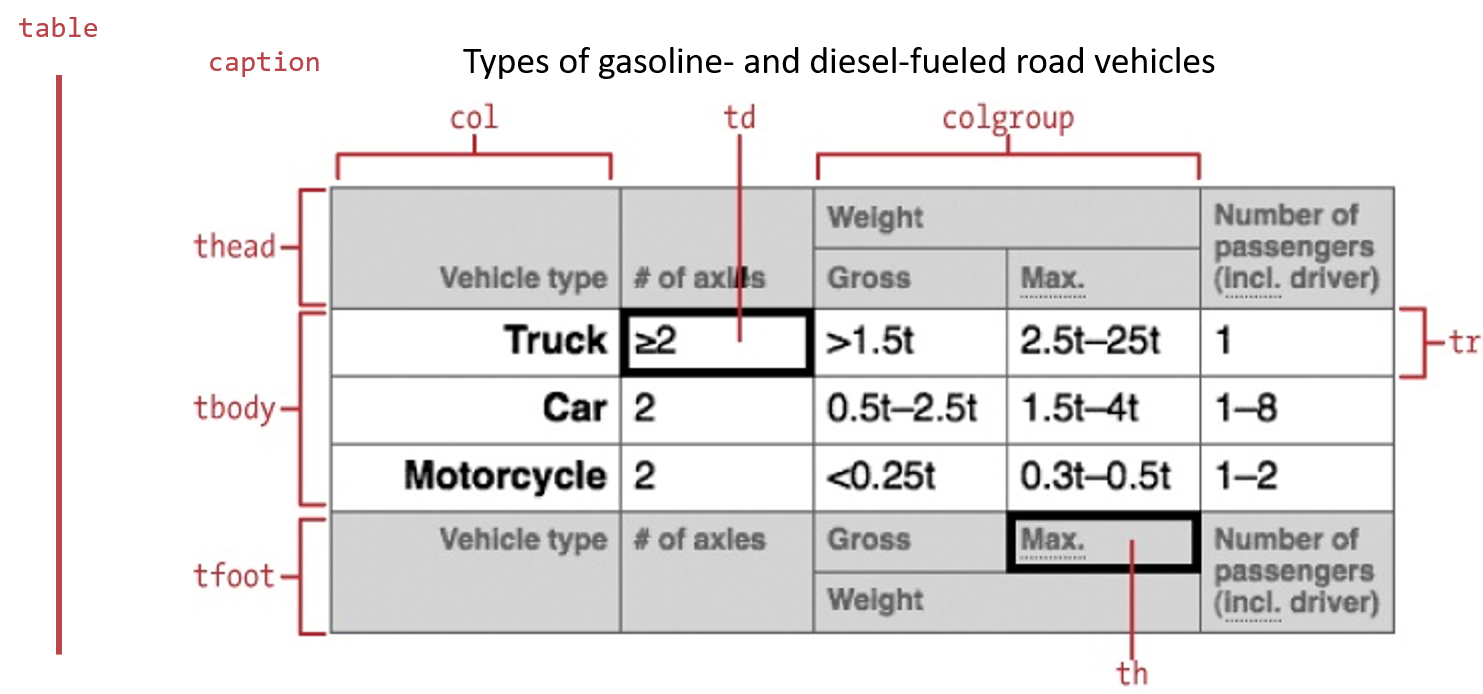 table
caption Types of gasoline- and diesel-fueled road vehicles
col td colgroup
thead
Weight
Number of
passengers
(incl. driver)
Vehicle type # of axles Gross Max.
tbody
Truck ≥2 >1.5t 2.5t–25t 1
tr
Car 2 0.5t–2.5t 1.5t–4t 1–8
Motorcycle 2 <0.25t 0.3t–0.5t 1–2
tfoot
Vehicle type # of axles Gross Max. Number of
passengers
(incl. driver)
Weight
th